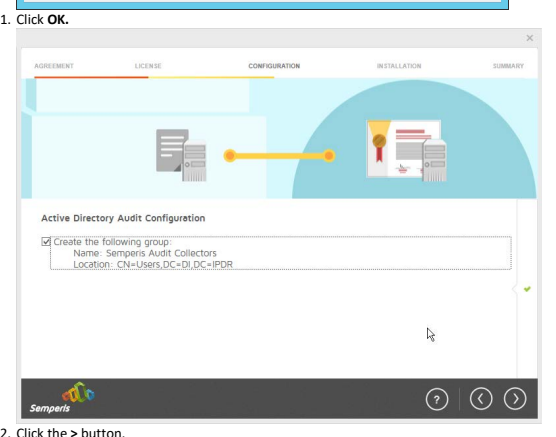 1. Click OK.
AGREEMENT LICENSE CONFIGURATION INSTALLATION SUMMARY
Active Directory Audit Configuration
Create the following group:
Name: Semperis Audit Collectors
Location: CN=Users,DC=DI,DC=IPDR
Semperis
?
2. Click the > button.